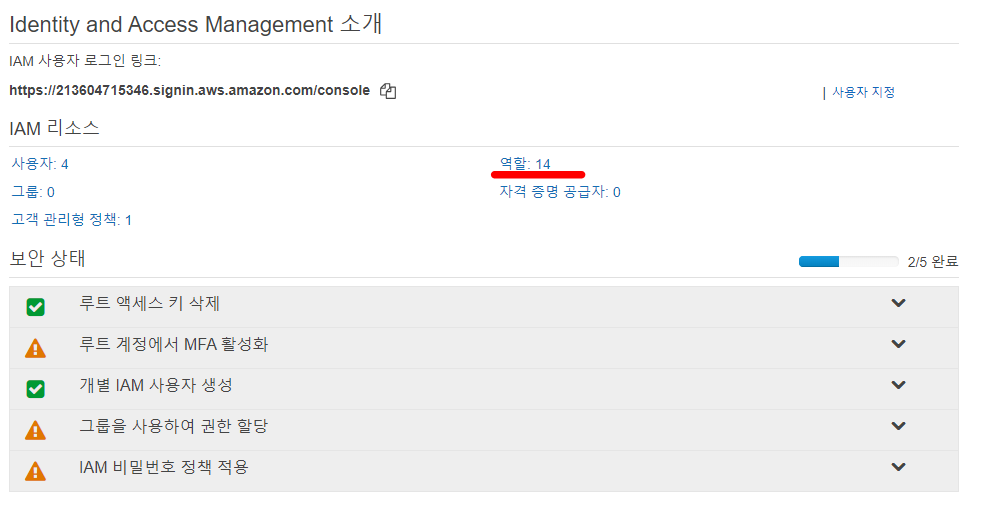 Identity and Access Management 소개
IAM 사용자 로그인 링크:
https://213604715346.signin.aws.amazon.com/console
| 사용자 지정
IAM 리소스
사용자: 4
역할: 14
그룹: 0
자격 증명 공급자: 0
고객 관리형 정책: 1
보안 상태
2/5 완료
루트 액세스 키 삭제
루트 계정에서 MFA 활성화
개별 IAM 사용자 생성
그룹을 사용하여 권한 할당
IAM 비밀번호 정책 적용